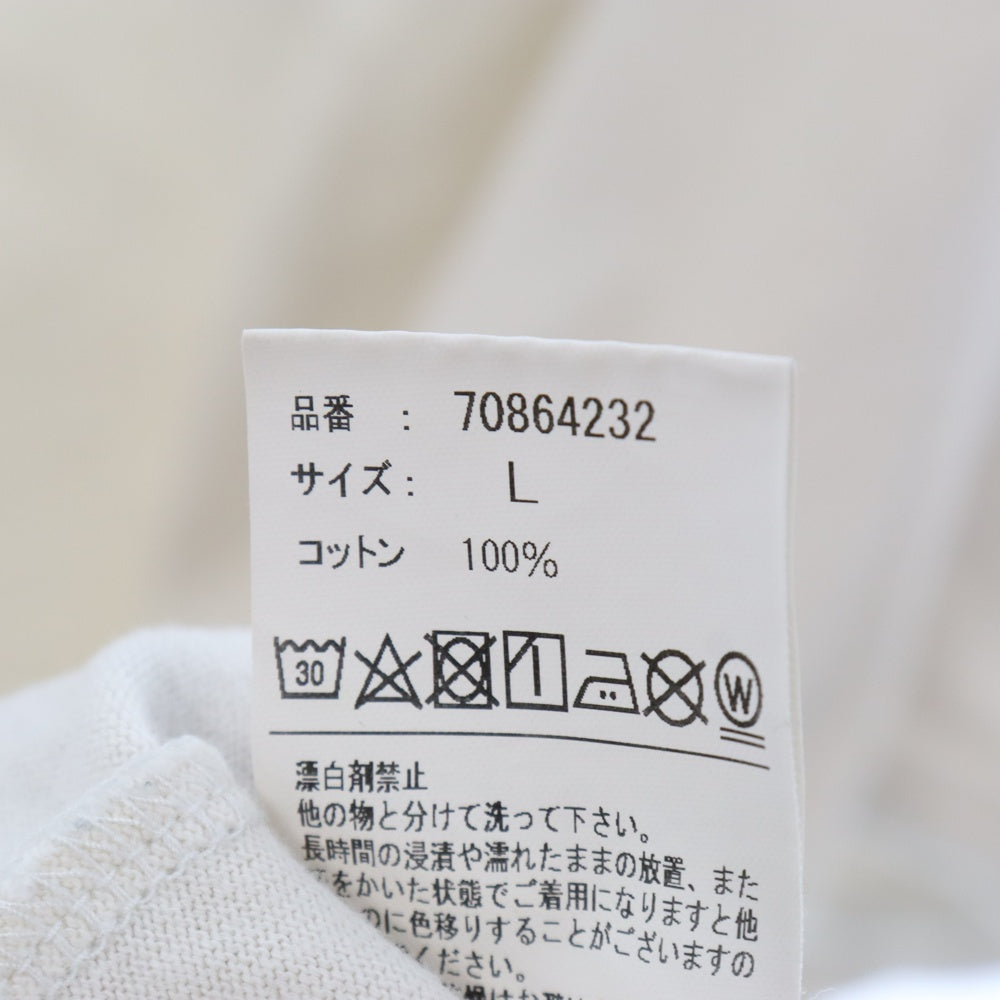 品番 : 70864232
サイズ : L
コットン 100%
30
W
漂白剤禁止
他の物と分けて洗って下さい。
長時間の浸漬や濡れたままの放置、また
をかいた状態でご着用になりますと他
のに色移りすることがございますの
ください。